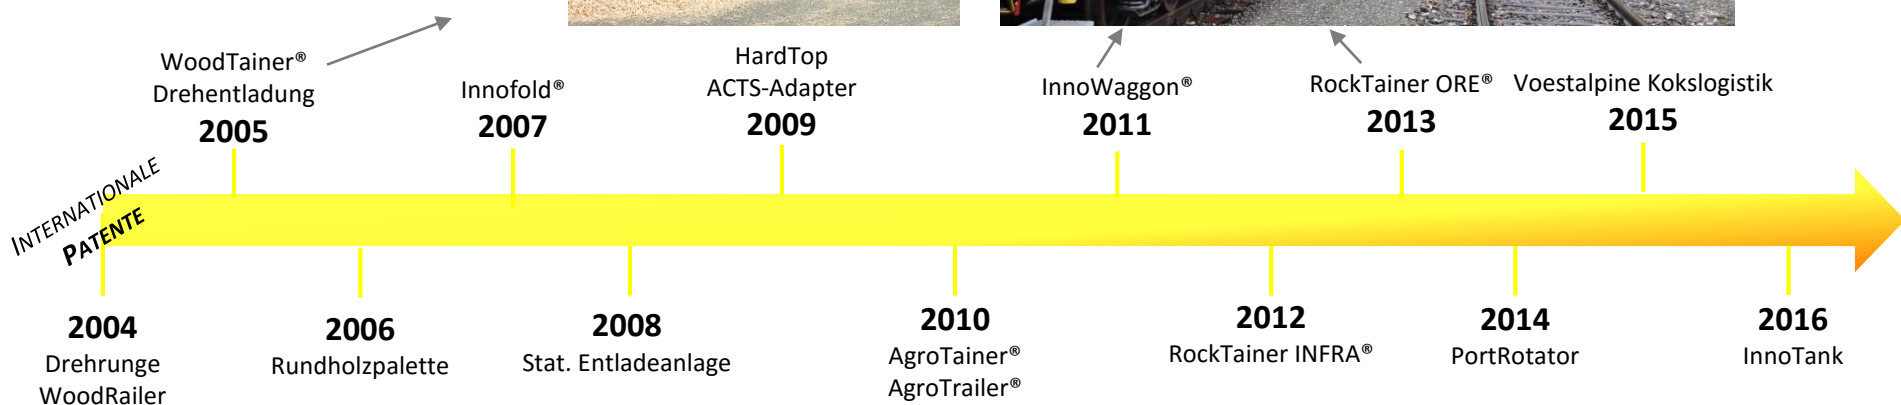 WoodTainer®
Drehentladung
2005
Innofold®
2007
HardTop
ACTS-Adapter
2009
InnoWaggon®
2011
RockTainer ORE®
2013
Voestalpine Kokslogistik
2015
INTERNATIONALE
PATENTE
2004
Drehrunge
WoodRailer
2006
Rundholzpalette
2008
Stat. Entladeanlage
2010
AgroTainer®
AgroTrailer®
2012
RockTainer INFRA®
2014
PortRotator
2016
InnoTank